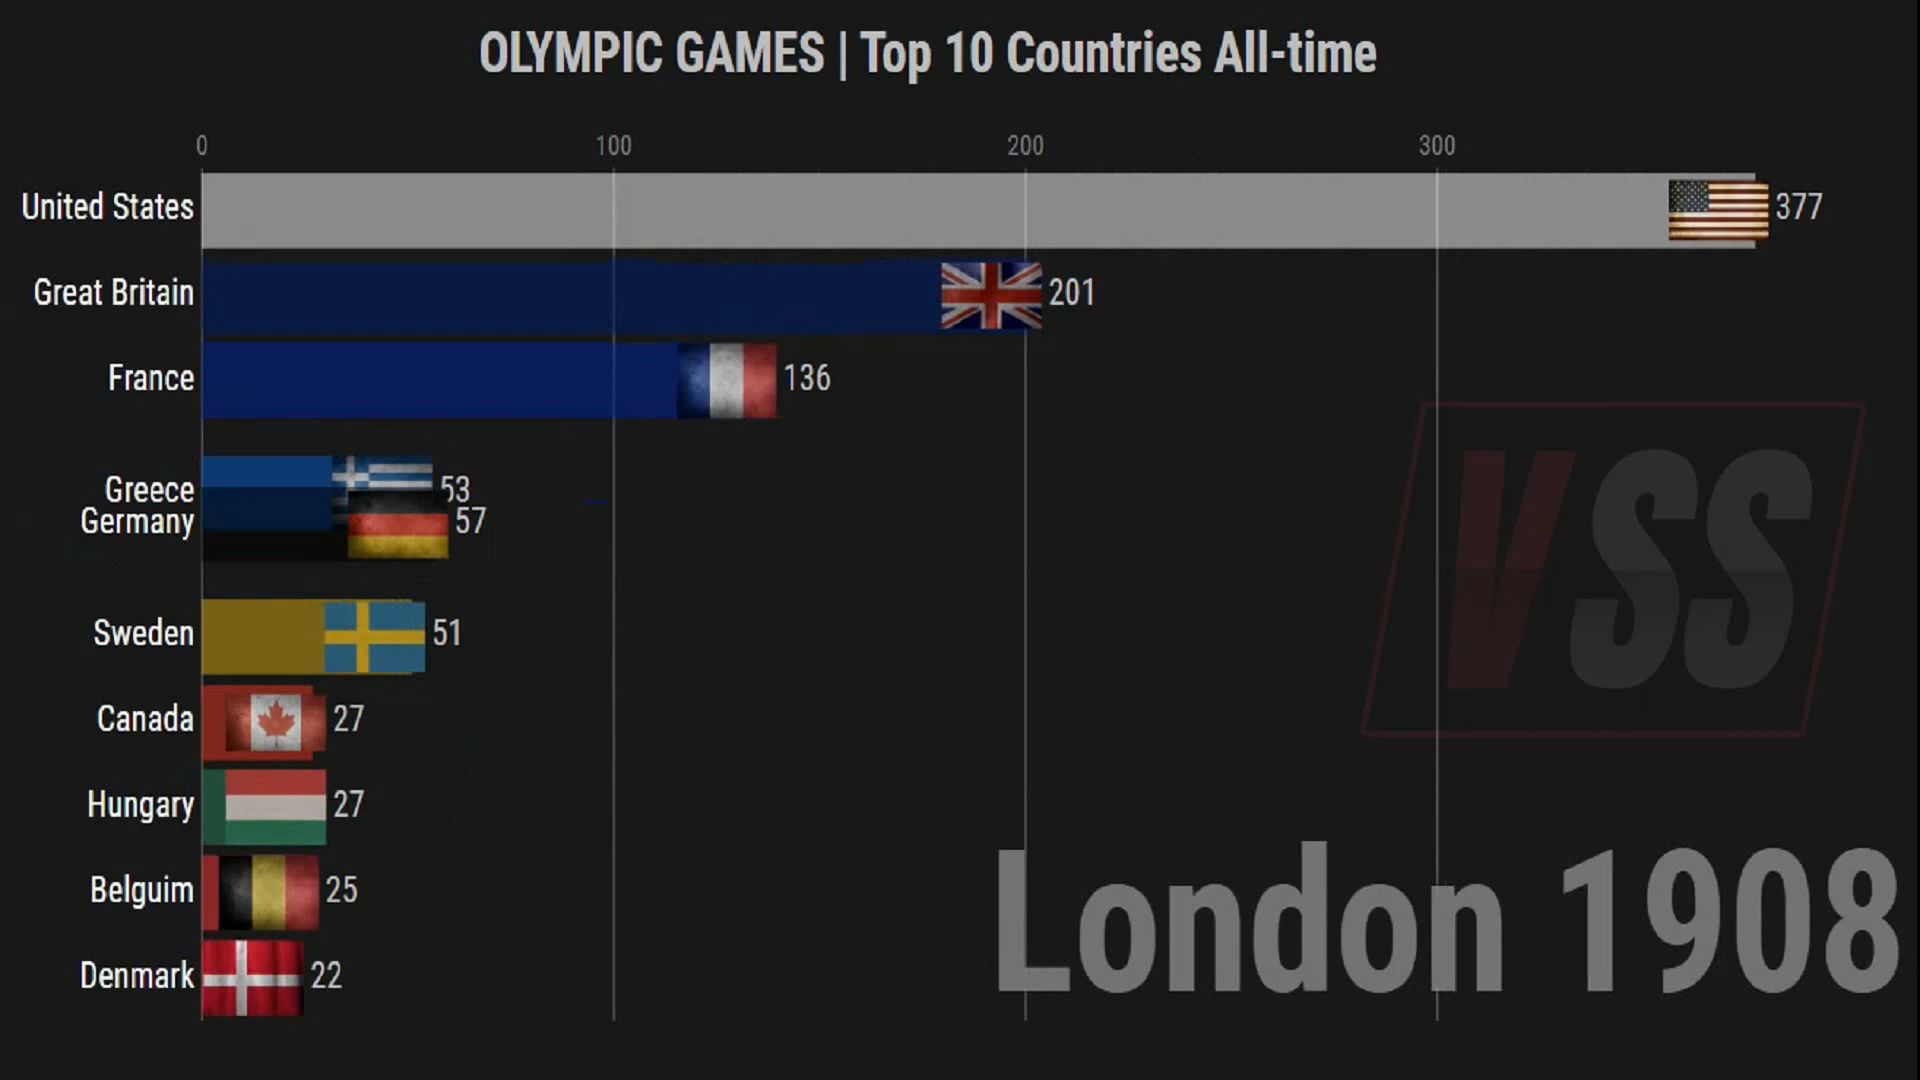 OLYMPIC GAMES | Top 10 Countries All-time
0 100 200 300
United States 377
Great Britain 201
France 136
Greece 53
Germany 57
Sweden 51
Canada 27
Hungary 27
Belguim 25
Denmark 22
VSS
London 1908